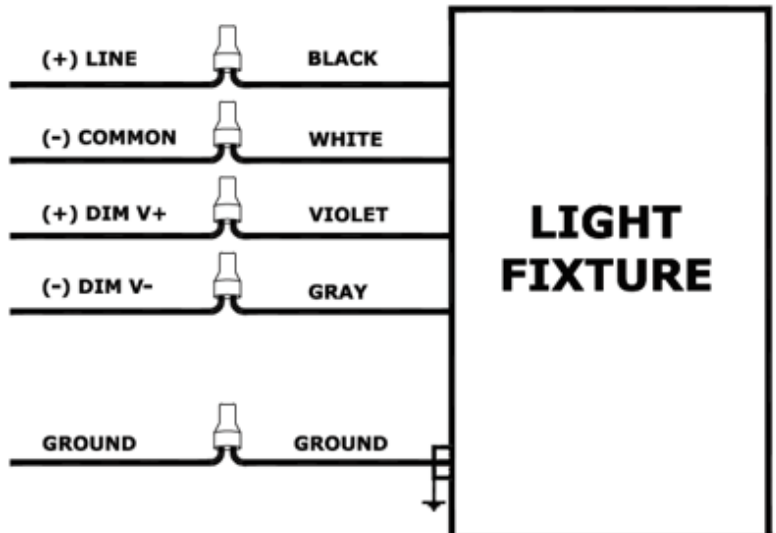 (+) LINE BLACK
(-) COMMON WHITE
(+) DIM V+ VIOLET
(-) DIM V- GRAY
GROUND GROUND
LIGHT
FIXTURE